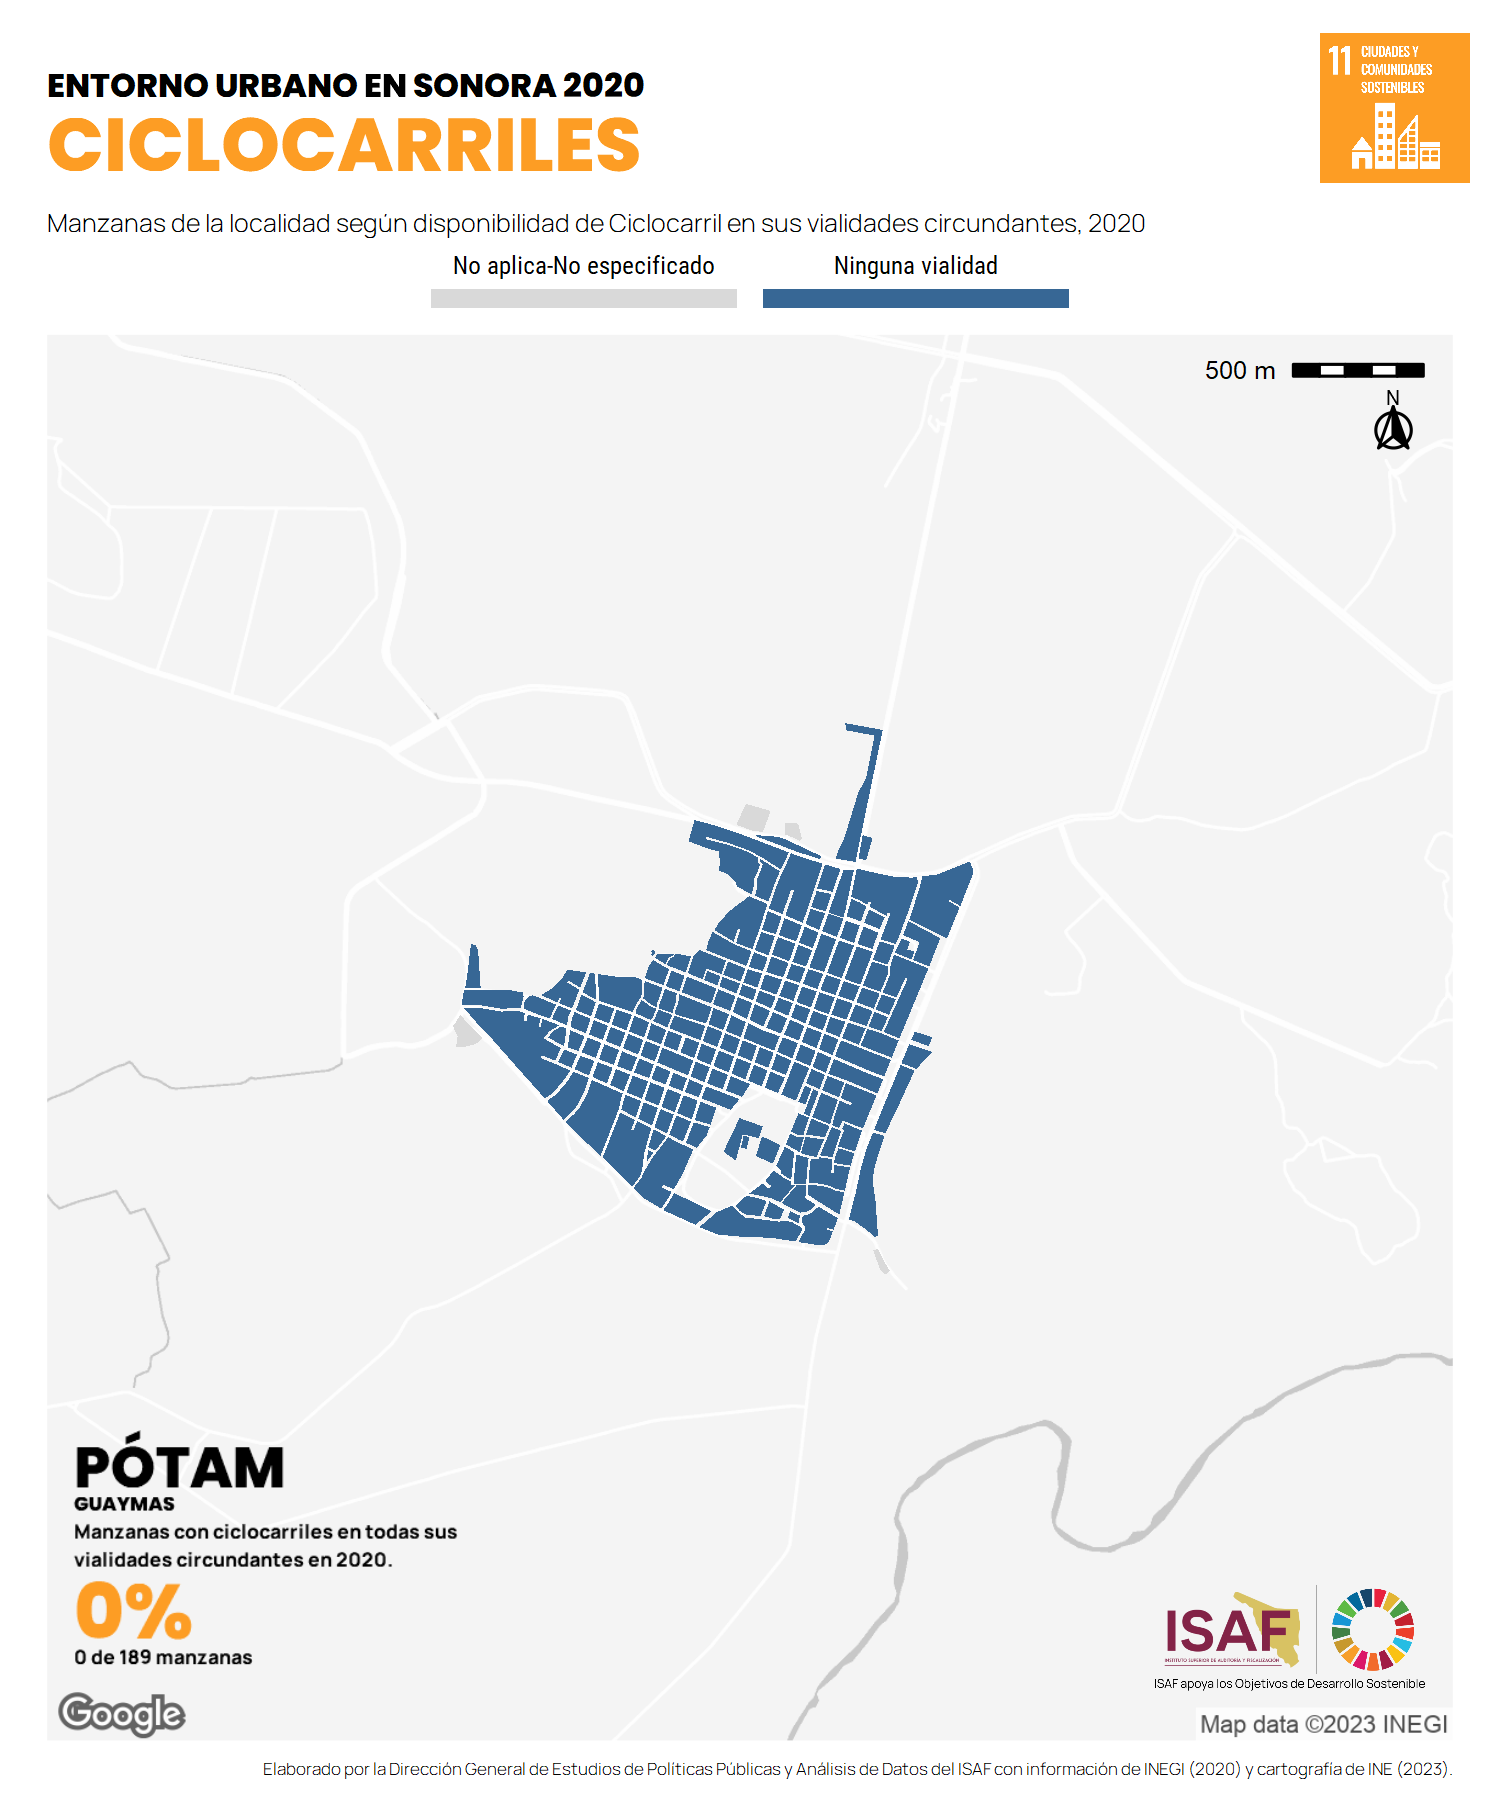 ENTORNO URBANO EN SONORA 2020
CICLOCARRILES
11 CIUDADES Y
COMUNIDADES
SOSTENIBLES
Manzanas de la localidad según disponibilidad de Ciclocarril en sus vialidades circundantes, 2020
No aplica-No especificado
Ninguna vialidad
500 m
N
PÓTAM
GUAYMAS
Manzanas con ciclocarriles en todas sus
vialidades circundantes en 2020.
0%
0 de 189 manzanas
ISAF
INSTITUTO SUPERIOR DE AUDITORÍA Y FISCALIZACIÓN
ISAF apoya los Objetivos de Desarrollo Sostenible
Google
Map data ©2023 INEGI
Elaborado por la Dirección General de Estudios de Políticas Públicas y Análisis de Datos del ISAF con información de INEGI (2020) y cartografía de INE (2023).